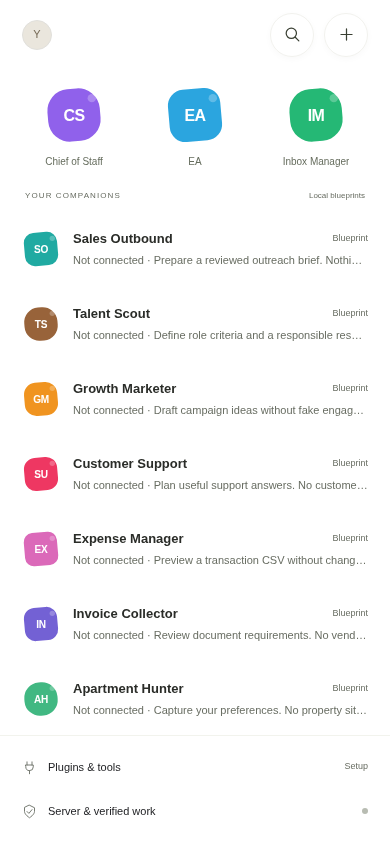 Y
CS
EA
IM
Chief of Staff
EA
Inbox Manager
YOUR COMPANIONS
Local blueprints
SO
Sales Outbound
Blueprint
Not connected · Prepare a reviewed outreach brief. Nothi…
TS
Talent Scout
Blueprint
Not connected · Define role criteria and a responsible res…
GM
Growth Marketer
Blueprint
Not connected · Draft campaign ideas without fake engag…
SU
Customer Support
Blueprint
Not connected · Plan useful support answers. No custome…
EX
Expense Manager
Blueprint
Not connected · Preview a transaction CSV without chang…
IN
Invoice Collector
Blueprint
Not connected · Review document requirements. No vend…
AH
Apartment Hunter
Blueprint
Not connected · Capture your preferences. No property sit…
Plugins & tools
Setup
Server & verified work